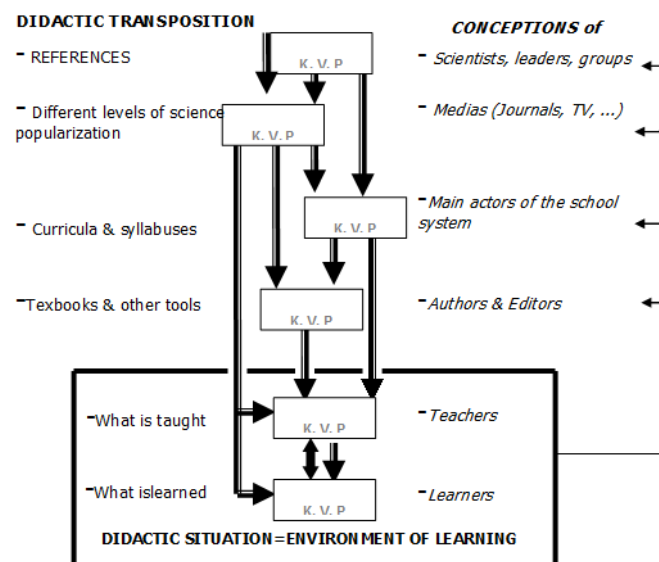 DIDACTIC TRANSPOSITION
CONCEPTIONS of
- REFERENCES
K. V. P
- Scientists, leaders, groups
- Different levels of science
popularization
K. V. P
- Medias (Journals, TV, ...)
- Curricula & syllabuses
K. V. P
- Main actors of the school
system
-Texbooks & other tools
K. V. P
-Authors & Editors
-What is taught
K. V. P
-Teachers
-What islearned
K. V. P
-Learners
DIDACTIC SITUATION=ENVIRONMENT OF LEARNING